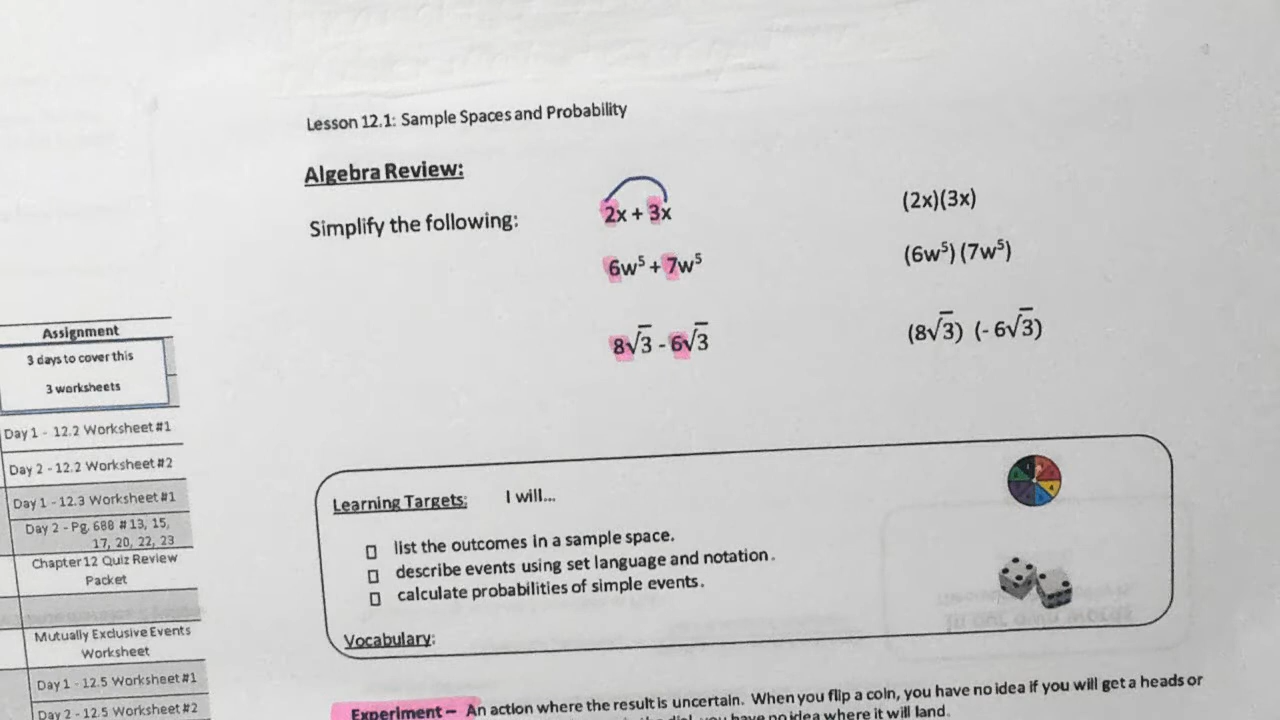 Lesson 12.1: Sample Spaces and Probability
Algebra Review:
Simplify the following:
2x + 3x
(2x)(3x)
6w⁵ + 7w⁵
(6w⁵) (7w⁵)
8√3 - 6√3
(8√3) (- 6√3)
Assignment
3 days to cover this
3 worksheets
Day 1 - 12.2 Worksheet #1
Day 2 - 12.2 Worksheet #2
Day 1 - 12.3 Worksheet #1
Day 2 - Pg. 688 # 13, 15,
17, 20, 22, 23
Chapter 12 Quiz Review
Packet
Mutually Exclusive Events
Worksheet
Day 1 - 12.5 Worksheet #1
Day 2 - 12.5 Worksheet #2
Learning Targets: I will...
list the outcomes in a sample space.
describe events using set language and notation.
calculate probabilities of simple events.
Vocabulary:
Experiment – An action where the result is uncertain. When you flip a coin, you have no idea if you will get a heads or
you have no idea where it will land.